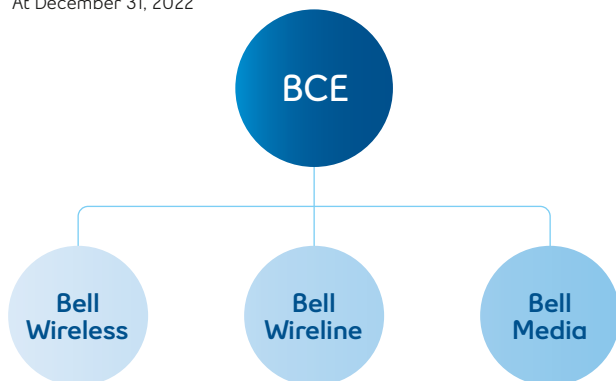 At December 31, 2022
BCE
Bell
Wireless
Bell
Wireline
Bell
Media